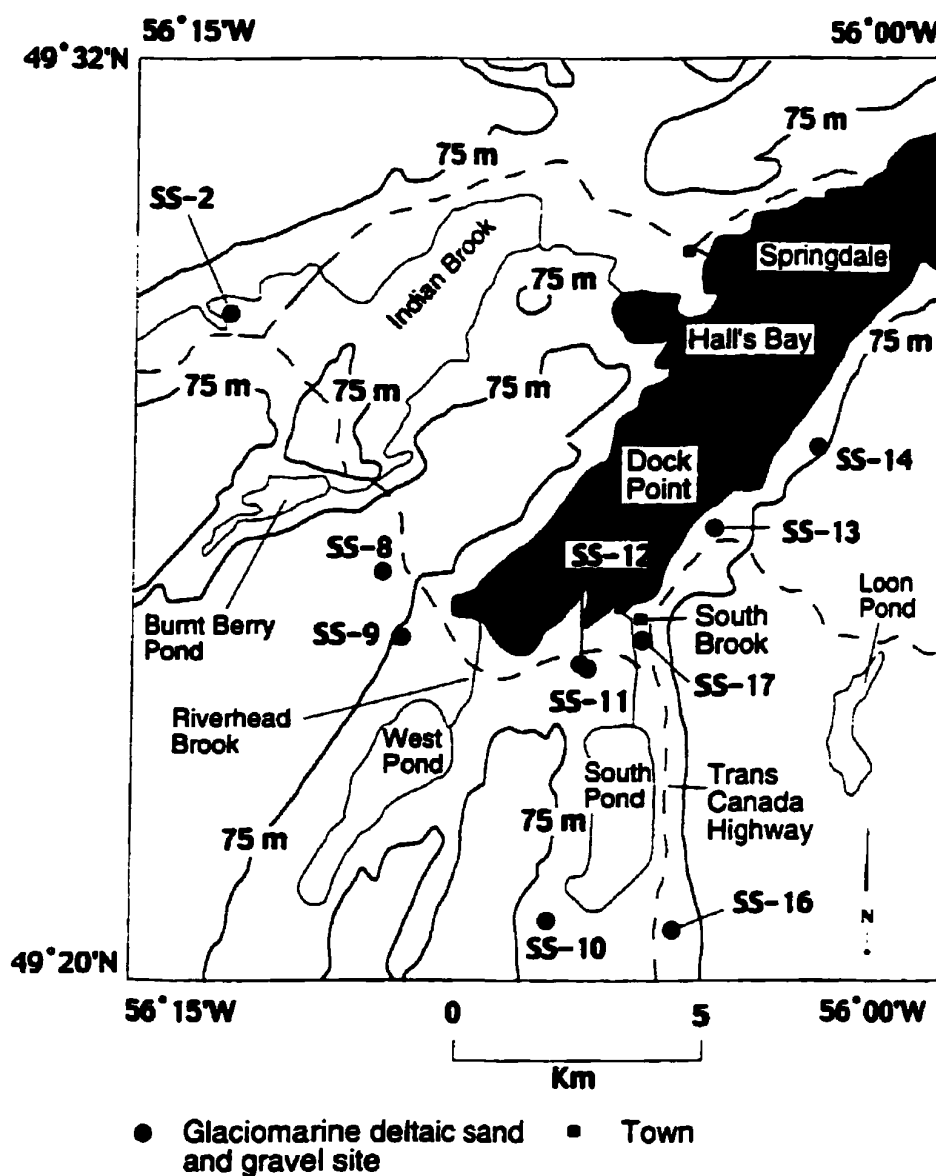 56°15'W
56°00'W
49°32'N
75 m
75 m
SS-2
Indian Brook
Springdale
75 m
Hall's Bay
75 m
75 m
75 m
75 m
Dock
Point
SS-14
SS-13
SS-12
SS-8
Loon
Pond
Burnt Berry
Pond
SS-9
South
Brook
SS-17
SS-11
Riverhead
Brook
West
Pond
South
Pond
Trans
Canada
Highway
75 m
75 m
SS-16
N
SS-10
49°20'N
56°15'W
0
5
56°00'W
Km
Glaciomarine deltaic sand
and gravel site
Town